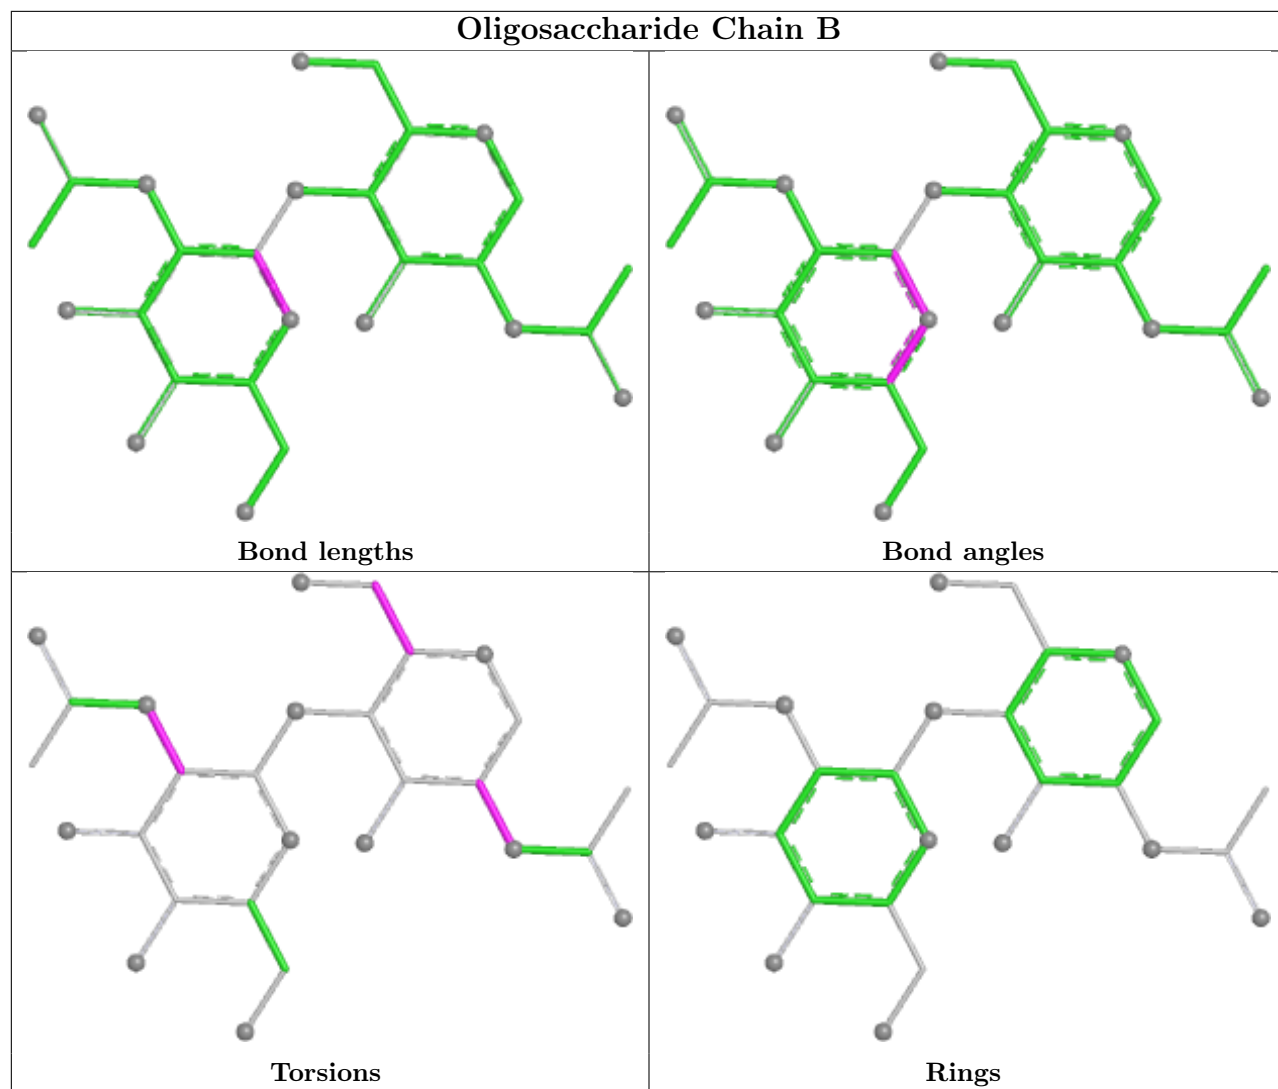 Oligosaccharide Chain B
Bond lengths
Bond angles
Torsions
Rings